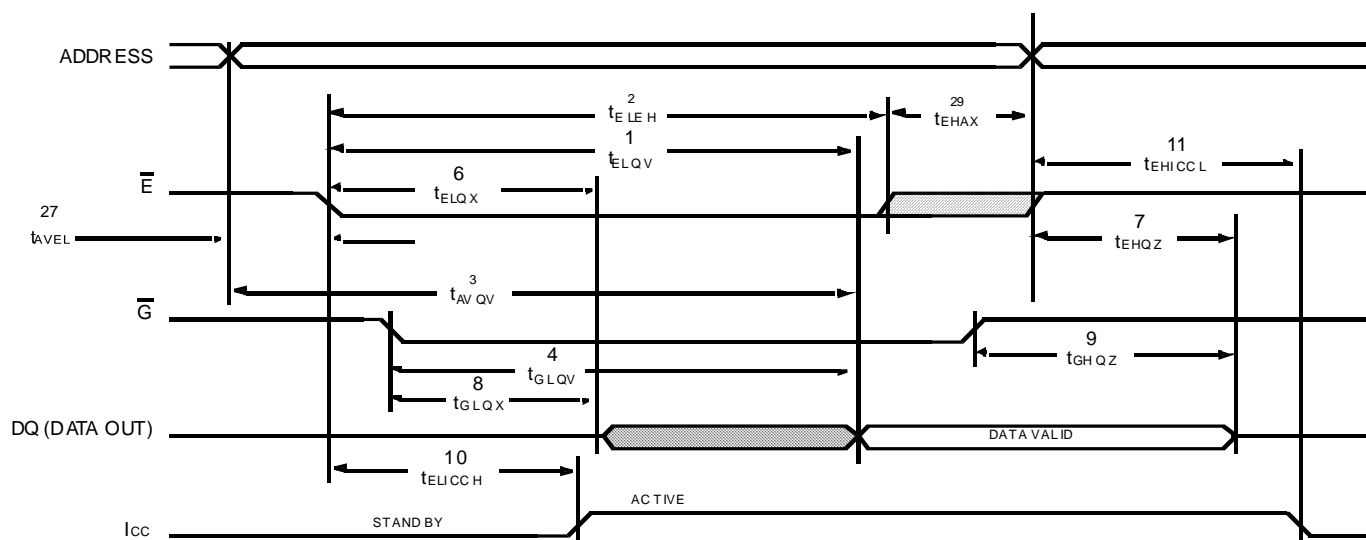 ADDRESS
2
tELEH
29
tEHAX
1
tELQV
11
tEHICCL
E
6
tELQX
27
tAVEL
7
tEHQZ
3
tAVQV
G
4
tGLQV
9
tGHQZ
8
tGLQX
DQ (DATA OUT)
DATA VALID
10
tELICCH
ACTIVE
ICC
STANDBY